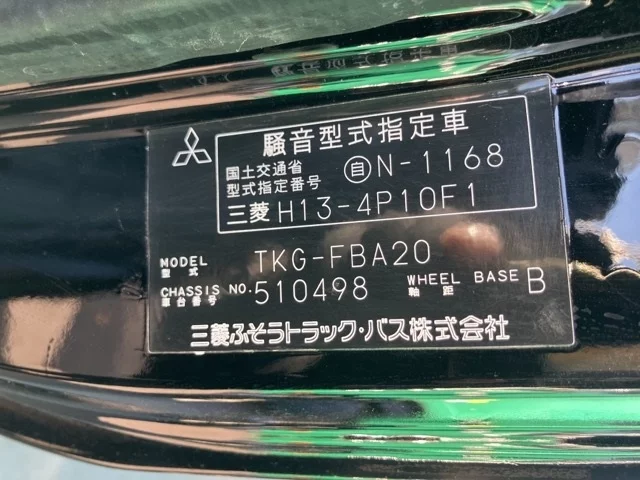 騒音型式指定車
国土交通省
型式指定番号 自N-1168
三菱 H13-4P10F1
MODEL
型式 TKG-FBA20
CHASSIS NO. 510498 WHEEL BASE B
車台番号 軸距
三菱ふそうトラック・バス株式会社